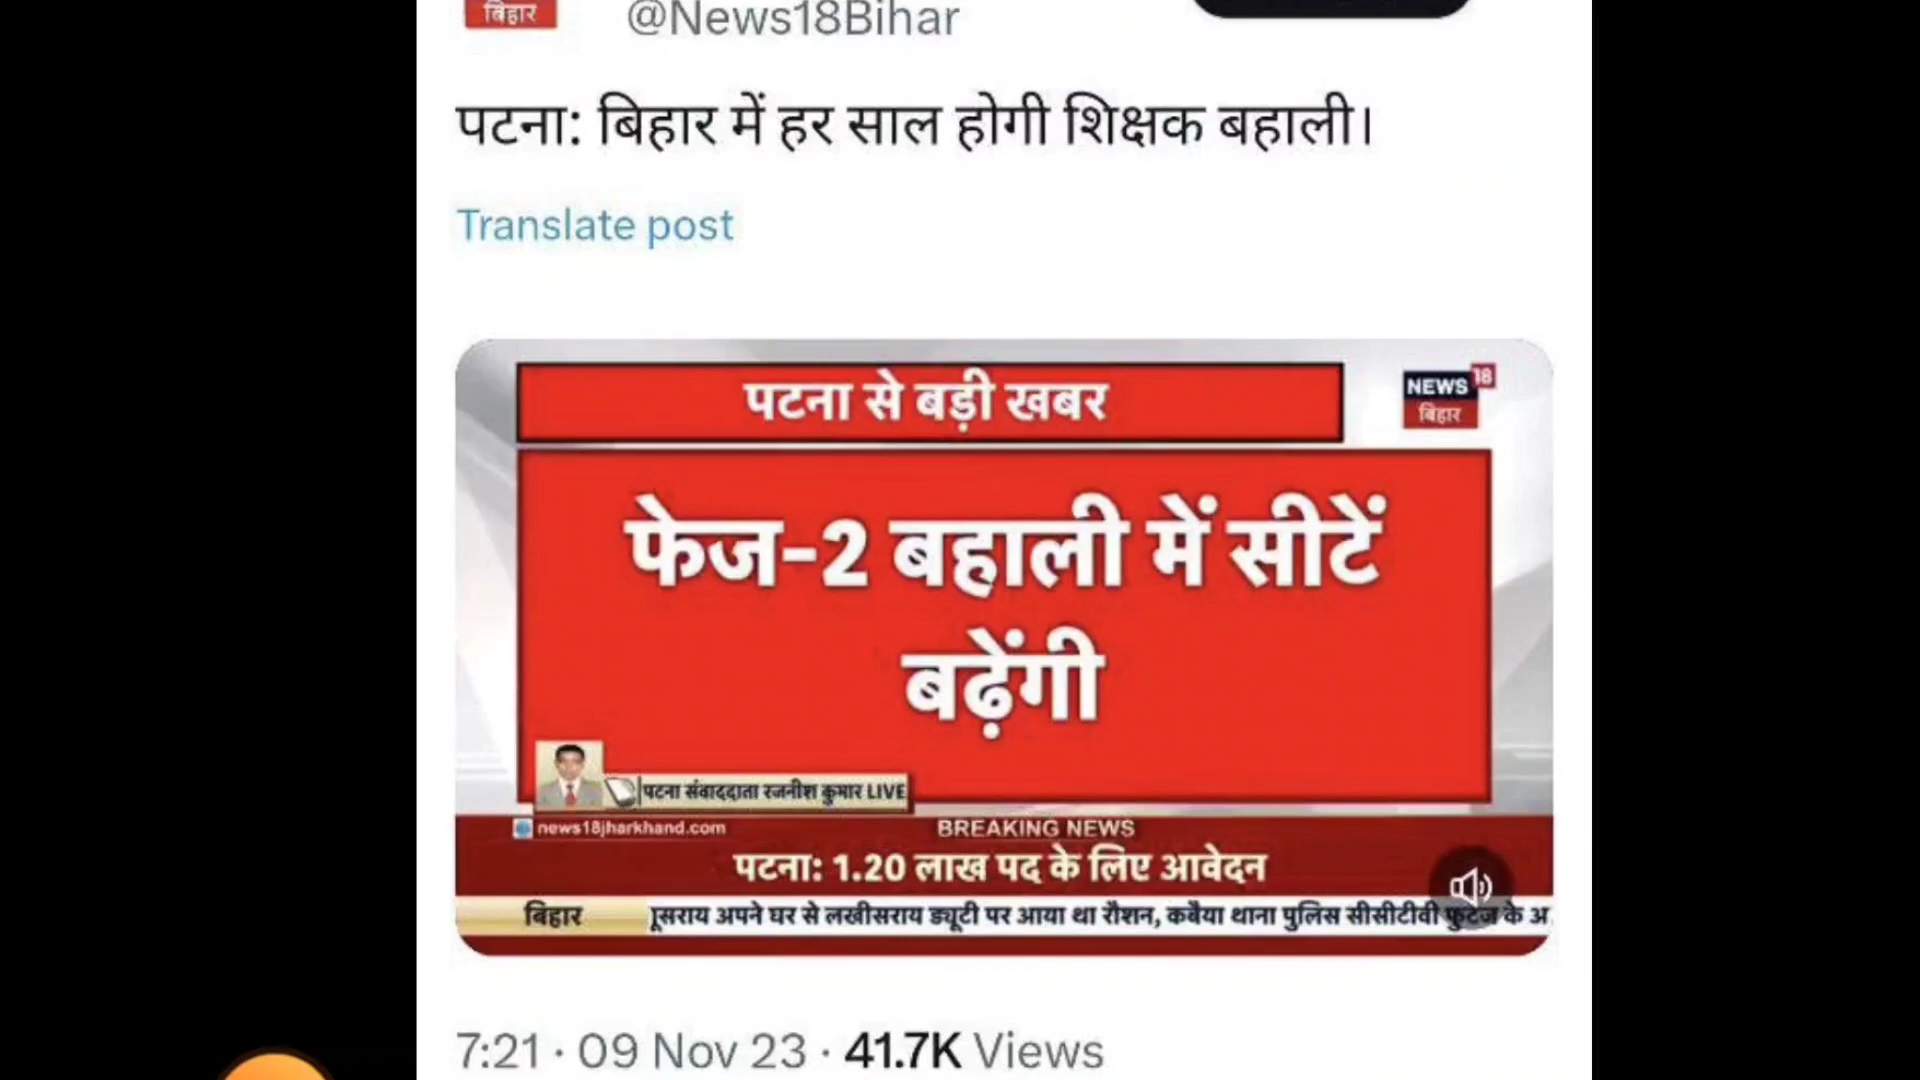 बिहार
@News18Bihar
पटना: बिहार में हर साल होगी शिक्षक बहाली।
Translate post
पटना से बड़ी खबर
NEWS 18
बिहार
फेज-2 बहाली में सीटें
बढ़ेंगी
पटना संवाददाता रजनीश कुमार LIVE
news18jharkhand.com
BREAKING NEWS
पटना: 1.20 लाख पद के लिए आवेदन
बिहार
ूसराय अपने घर से लखीसराय ड्यूटी पर आया था रौशन, कबैया थाना पुलिस सीसीटीवी फुटेज के अ
7:21 · 09 Nov 23 · 41.7K Views